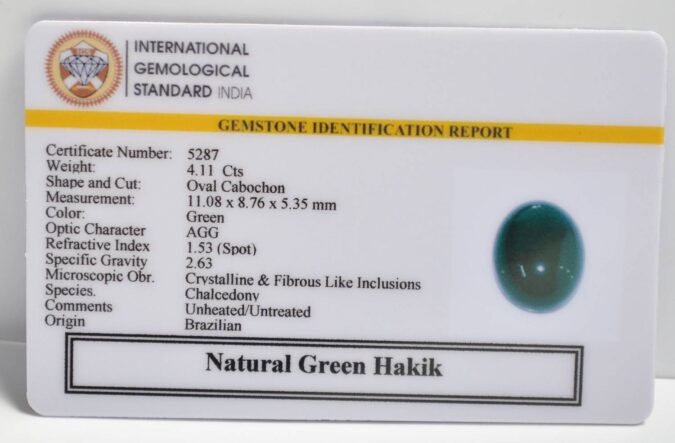 INTERNATIONAL
GEMOLOGICAL
STANDARD INDIA
GEMSTONE IDENTIFICATION REPORT
Certificate Number: 5287
Weight: 4.11 Cts
Shape and Cut: Oval Cabochon
Measurement: 11.08 x 8.76 x 5.35 mm
Color: Green
Optic Character AGG
Refractive Index 1.53 (Spot)
Specific Gravity 2.63
Microscopic Obr. Crystalline & Fibrous Like Inclusions
Species. Chalcedony
Comments Unheated/Untreated
Origin Brazilian
Natural Green Hakik